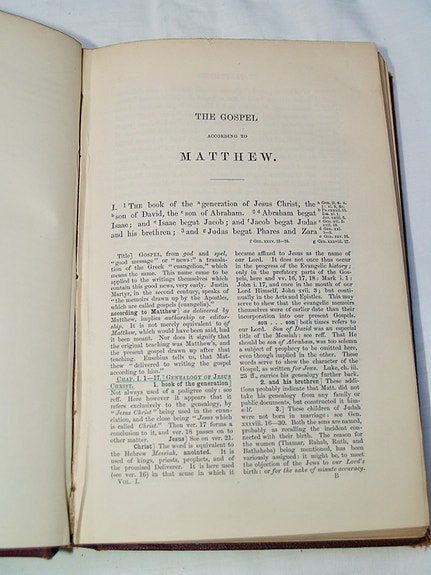 THE GOSPEL
ACCORDING TO
MATTHEW.
I. 1 THE book of the a generation of Jesus Christ, the
b son of David, the c son of Abraham. 2 d Abraham begat
Isaac; and e Isaac begat Jacob; and f Jacob begat Judas
and his brethren; 3 and g Judas begat Phares and Zara
f Gen. xxix. 32–35. g Gen. xxxviii. 27.
Title] GOSPEL, from god and spel,
"good message" or "news:" a transla-
tion of the Greek "euangelion," which
means the same. This name came to be
applied to the writings themselves which
contain this good news, very early. Justin
Martyr, in the second century, speaks of
"the memoirs drawn up by the Apostles,
which are called gospels (euangelia)."
according to Matthew] as delivered by
Matthew, implies authorship or editor-
ship. It is not merely equivalent to of
Matthew, which would have been said, had
it been meant. Nor does it signify that
the original teaching was Matthew's, and
the present gospel drawn up after that
teaching. Eusebius tells us, that Mat-
thew "delivered in writing the gospel
according to him."
CHAP. I. 1–17.] GENEALOGY OF JESUS
CHRIST. 1. book of the generation]
Not always used of a pedigree only: see
reff. Here however it appears that it
refers exclusively to the genealogy, by
"Jesus Christ" being used in the enun-
ciation, and the close being "Jesus which
is called Christ." Then ver. 17 forms a
conclusion to it, and ver. 18 passes on to
other matter. Jesus] See on ver. 21.
Christ] The word is equivalent to
the Hebrew Messiah, anointed. It is
used of kings, priests, prophets, and of
the promised Deliverer. It is here used
(see ver. 16) in that sense in which it
VOL. I.
because affixed to Jesus as the name of
our Lord. It does not once thus occur
in the progress of the Evangelic history;
only in the prefatory parts of the Gos-
pels, here and vv. 16, 17, 18: Mark i. 1:
John i. 17, and once in the mouth of our
Lord Himself, John xvii. 3; but conti-
nually in the Acts and Epistles. This may
serve to shew that the evangelic memoirs
themselves were of earlier date than their
incorporation into our present Gospels.
son . . . son] both times refers to
our Lord. Son of David was an especial
title of the Messiah: see reff. That He
should be son of Abraham, was too solemn
a subject of prophecy to be omitted here,
even though implied in the other. These
words serve to shew the character of the
Gospel, as written for Jews. Luke, ch. iii.
23 ff., carries his genealogy further back.
2. and his brethren] These addi-
tions probably indicate that Matt. did not
take his genealogy from any family or
public documents, but constructed it him-
self. 3.] These children of Judah
were not born in marriage: see Gen.
xxxviii. 16—30. Both the sons are named,
probably as recalling the incident con-
nected with their birth. The reason for the
women (Thamar, Rahab, Ruth, and
Bathsheba) being mentioned, has been
variously assigned: it might be, to meet
the objection of the Jews to our Lord's
birth: or for the sake of minute accuracy.
B